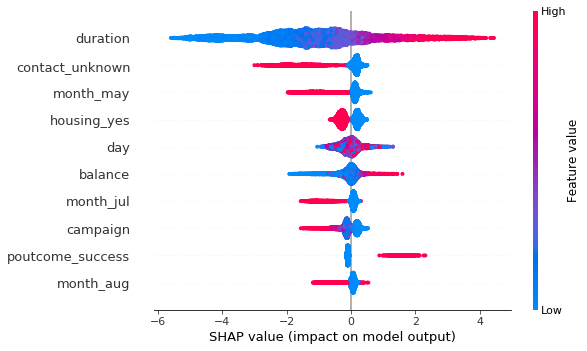 High
duration
contact_unknown
month_may
housing_yes
day
balance
month_jul
campaign
poutcome_success
month_aug
Feature value
Low
−6 −4 −2 0 2 4
SHAP value (impact on model output)